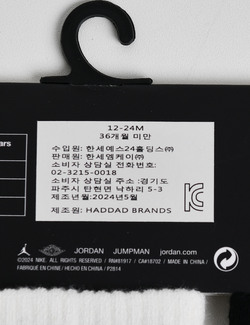 ars
12-24M
36개월 미만
수입원: 한세예스24홀딩스㈜
판매원: 한세엠케이㈜
소비자 상담실 전화번호:
02-3215-0018
소비자 상담실 주소:경기도
파주시 탄현면 낙하리 5-3
제조년월:2024년5월
제조원: HADDAD BRANDS
JORDAN JUMPMAN jordan.com
©2024 NIKE, INC ALL RIGHTS RESERVED / RN#81917 / CA#18702 / MADE IN CHINA /
FABRIQUÉ EN CHINE / HECHO EN CHINA / P2814